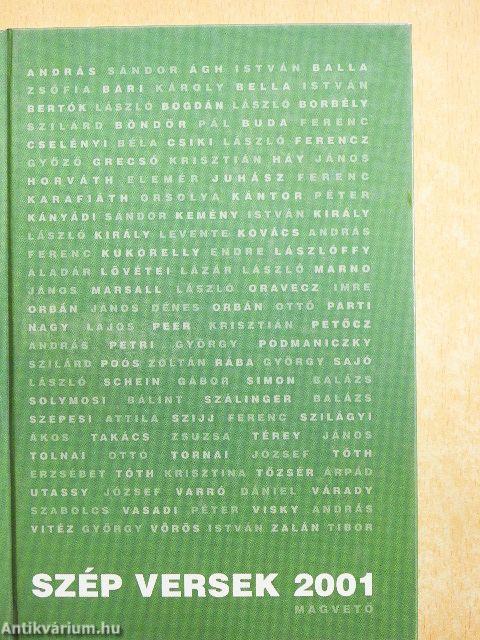 ANDRÁS SÁNDOR ÁGH ISTVÁN BALLA
ZSÓFIA BARI KÁROLY BELLA ISTVÁN
BERTÓK LÁSZLÓ BOGDÁN LÁSZLÓ BORBÉLY
SZILÁRD BÖNDÖR PÁL BUDA FERENC
CSELÉNYI BÉLA CSIKI LÁSZLÓ FERENCZ
GYŐZŐ GRECSÓ KRISZTIÁN HÁY JÁNOS
HORVÁTH ELEMÉR JUHÁSZ FERENC
KARAFIÁTH ORSOLYA KÁNTOR PÉTER
KÁNYÁDI SÁNDOR KEMÉNY ISTVÁN KIRÁLY
LÁSZLÓ KIRÁLY LEVENTE KOVÁCS ANDRÁS
FERENC KUKORELLY ENDRE LÁSZLÓFFY
ALADÁR LÖVÉTEI LÁZÁR LÁSZLÓ MARNO
JÁNOS MARSALL LÁSZLÓ ORAVECZ IMRE
ORBÁN JÁNOS DÉNES ORBÁN OTTÓ PARTI
NAGY LAJOS PEER KRISZTIÁN PETŐCZ
ANDRÁS PETRI GYÖRGY PODMANICZKY
SZILÁRD POÓS ZOLTÁN RÁBA GYÖRGY SAJÓ
LÁSZLÓ SCHEIN GÁBOR SIMON BALÁZS
SOLYMOSI BÁLINT SZÁLINGER BALÁZS
SZEPESI ATTILA SZIJJ FERENC SZILÁGYI
ÁKOS TAKÁCS ZSUZSA TÉREY JÁNOS
TOLNAI OTTÓ TORNAI JÓZSEF TÓTH
ERZSÉBET TÓTH KRISZTINA TŐZSÉR ÁRPÁD
UTASSY JÓZSEF VARRÓ DÁNIEL VÁRADY
SZABOLCS VASADI PÉTER VISKY ANDRÁS
VITÉZ GYÖRGY VÖRÖS ISTVÁN ZALÁN TIBOR
SZÉP VERSEK 2001
MAGVETŐ
Antikvárium.hu